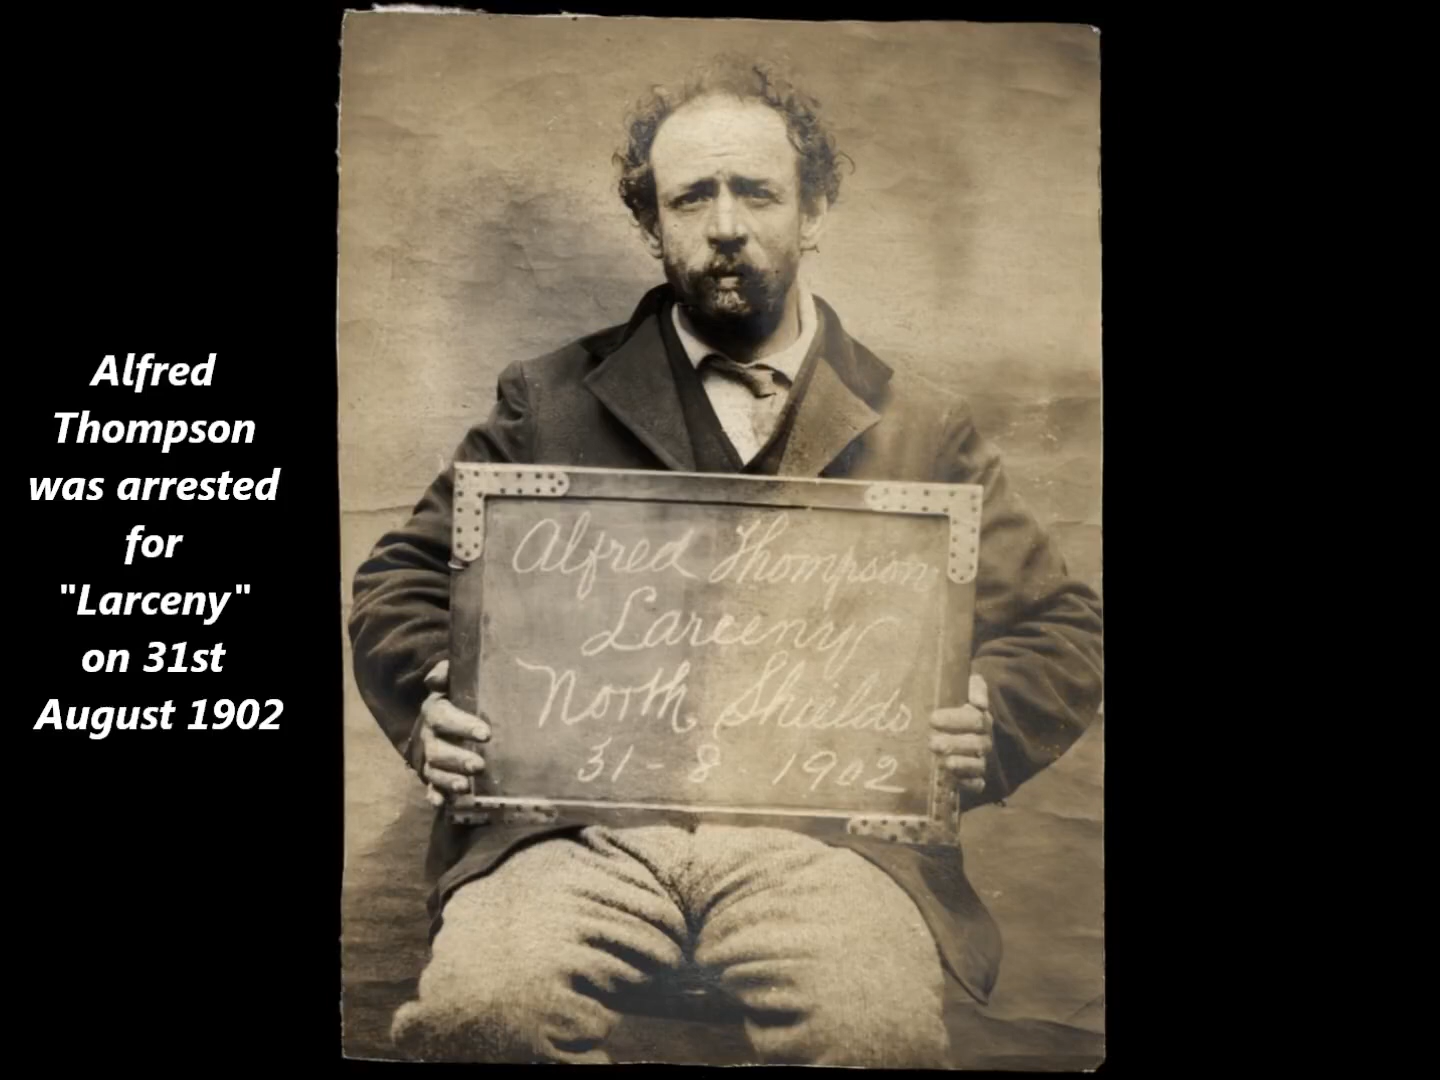 Alfred
Thompson
was arrested
for
"Larceny"
on 31st
August 1902
Alfred Thompson
Larceny
North Shields
31 - 8 - 1902